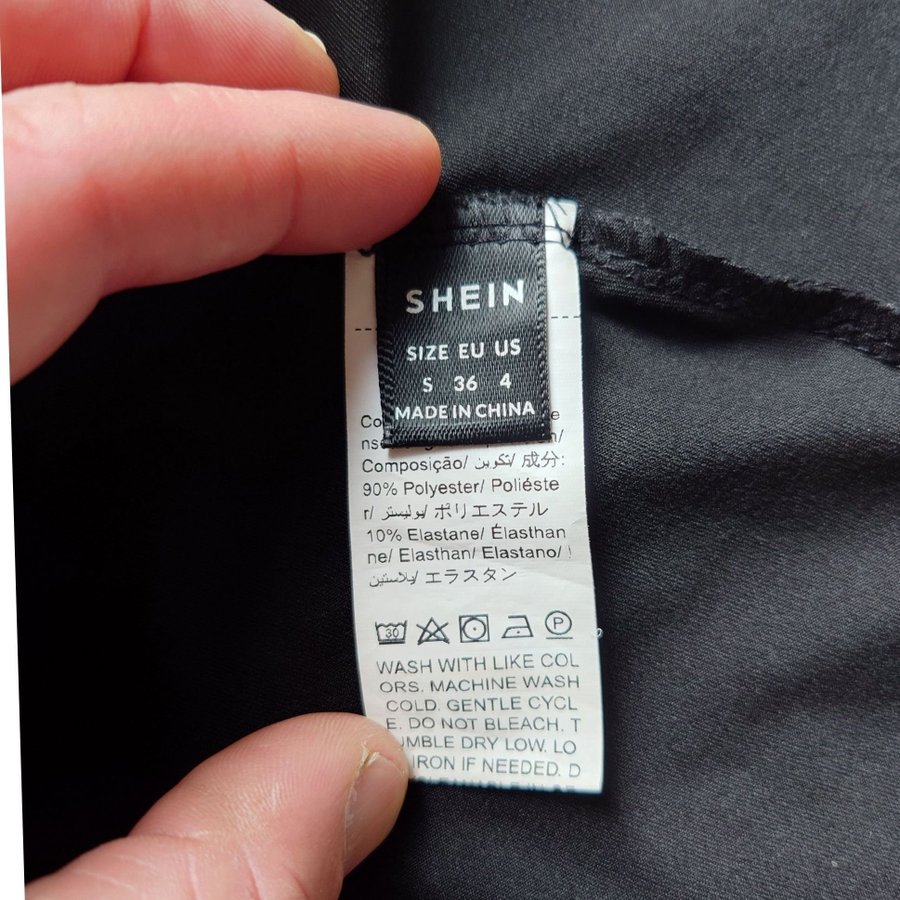 SHEIN
SIZE EU US
S 36 4
MADE IN CHINA
Composição/ تكوين/ 成分:
90% Polyester/ Poliéste
r/ بوليستر/ ポリエステル
10% Elastane/ Élasthan
ne/ Elasthan/ Elastano/
إيلاستين/ エラスタン
30 P
WASH WITH LIKE COL
ORS. MACHINE WASH
COLD. GENTLE CYCL
E. DO NOT BLEACH. T
UMBLE DRY LOW. LO
IRON IF NEEDED. D